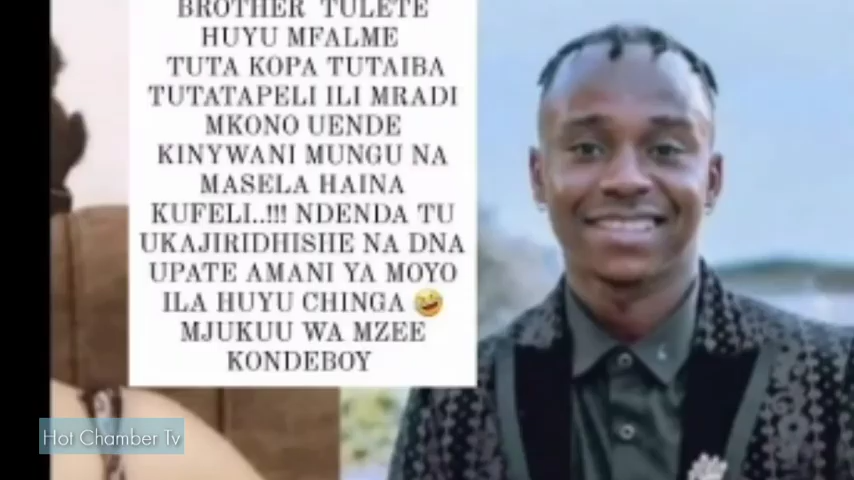 BROTHER TULETE
HUYU MFALME
TUTA KOPA TUTAIBA
TUTATAPELI ILI MRADI
MKONO UENDE
KINYWANI MUNGU NA
MASELA HAINA
KUFELI..!!! NDENDA TU
UKAJIRIDHISHE NA DNA
UPATE AMANI YA MOYO
ILA HUYU CHINGA 🤣
MJUKUU WA MZEE
KONDEBOY
Hot Chamber Tv